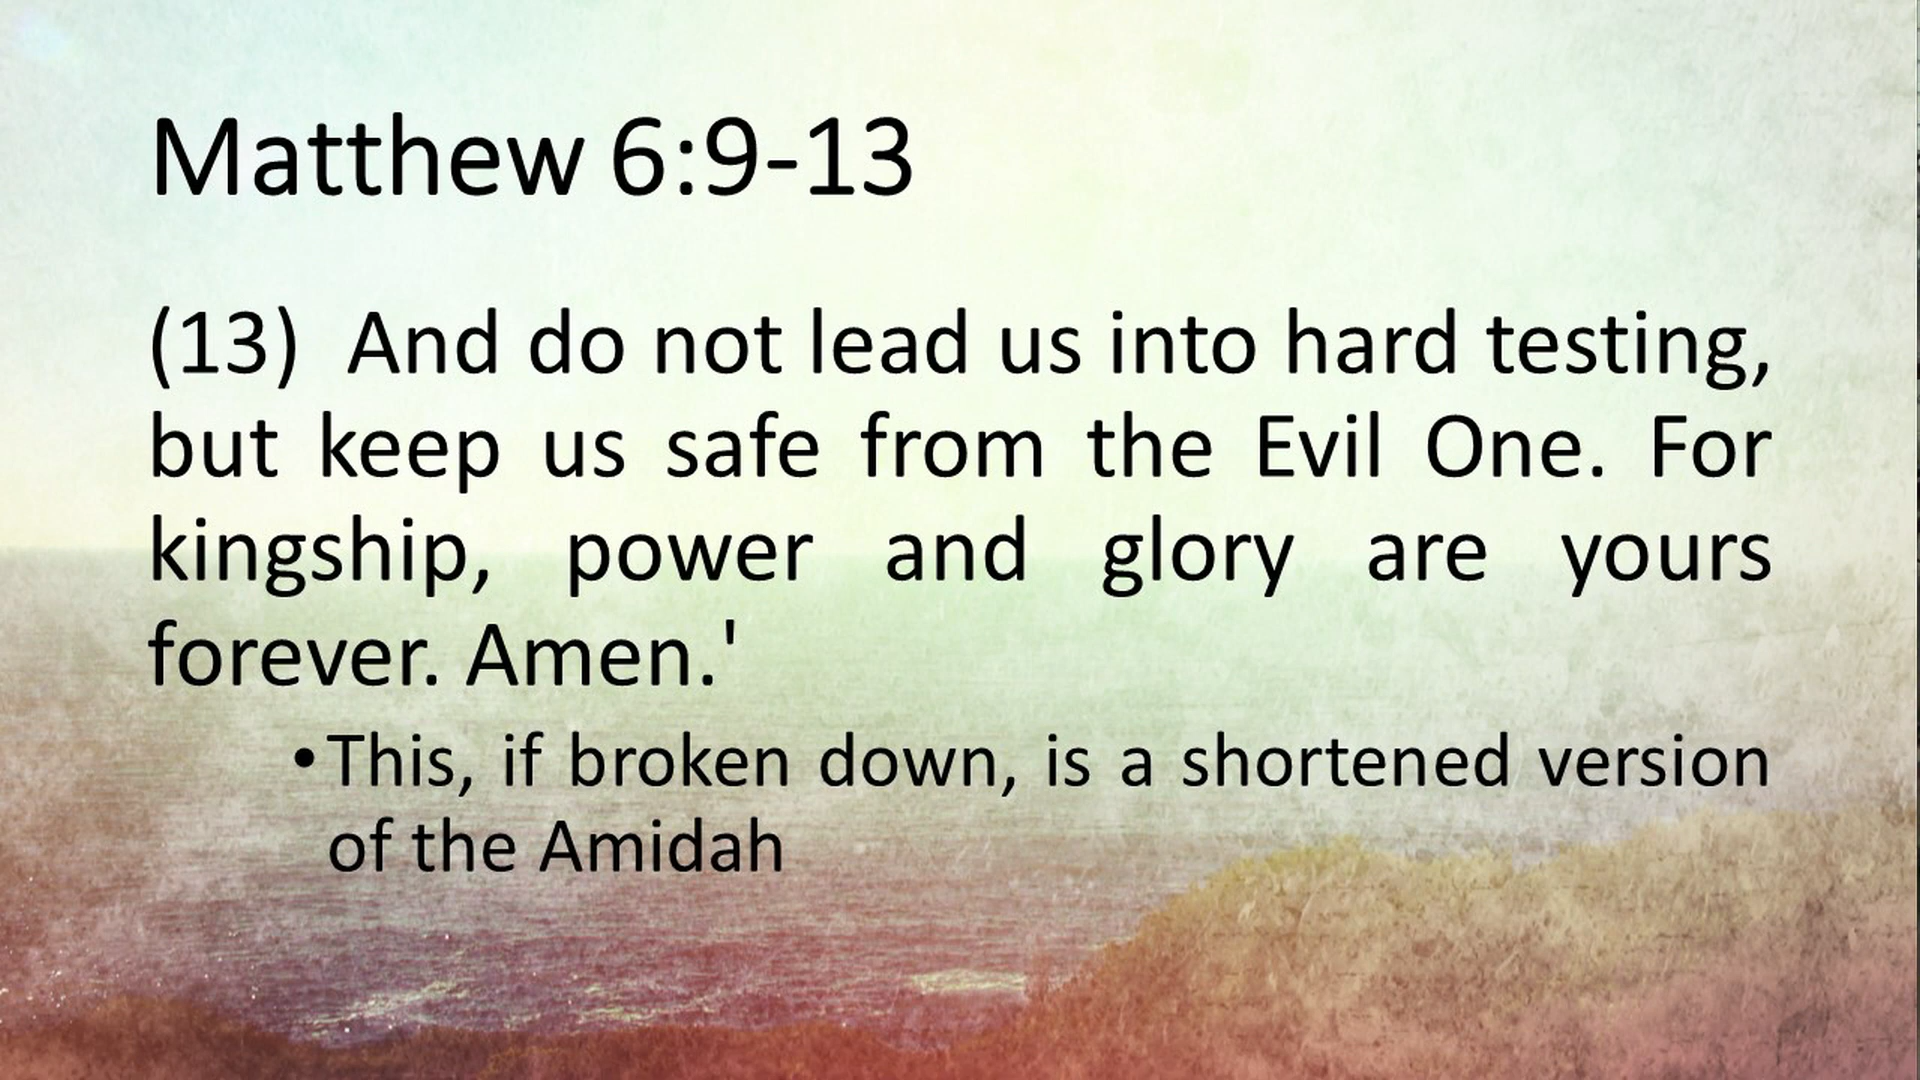 Matthew 6:9-13
(13)  And do not lead us into hard testing,
but keep us safe from the Evil One. For
kingship, power and glory are yours
forever. Amen.'
• This, if broken down, is a shortened version
of the Amidah